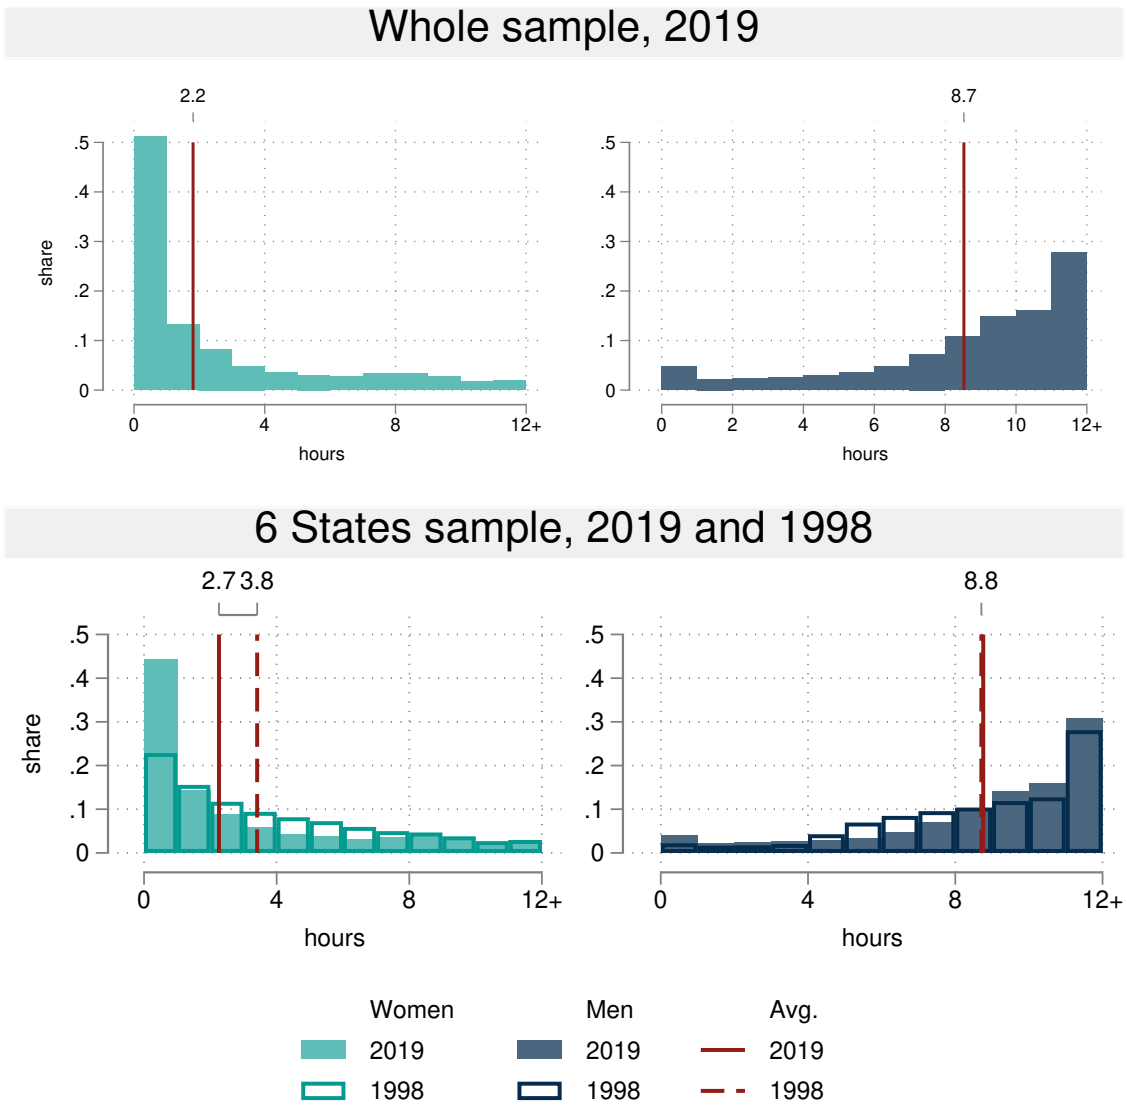 Whole sample, 2019
2.2
8.7
.5
.4
.3
.2
.1
0
share
0 4 8 12+
hours
.5
.4
.3
.2
.1
0
0 2 4 6 8 10 12+
hours
6 States sample, 2019 and 1998
2.7 3.8
8.8
.5
.4
.3
.2
.1
0
share
0 4 8 12+
hours
.5
.4
.3
.2
.1
0
0 4 8 12+
hours
Women Men Avg.
2019 2019 2019
1998 1998 1998